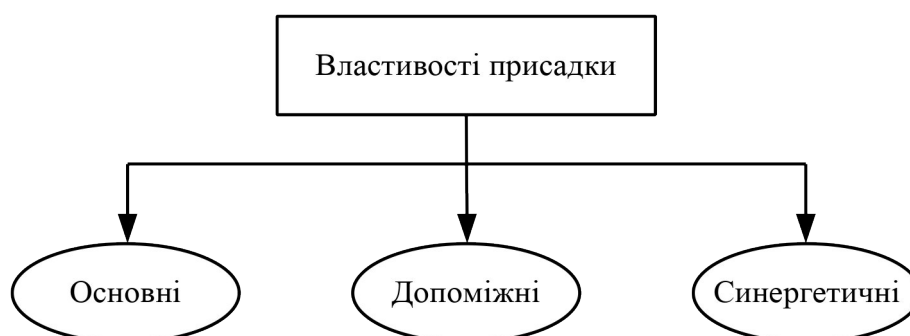 Властивості присадки
Основні
Допоміжні
Синергетичні